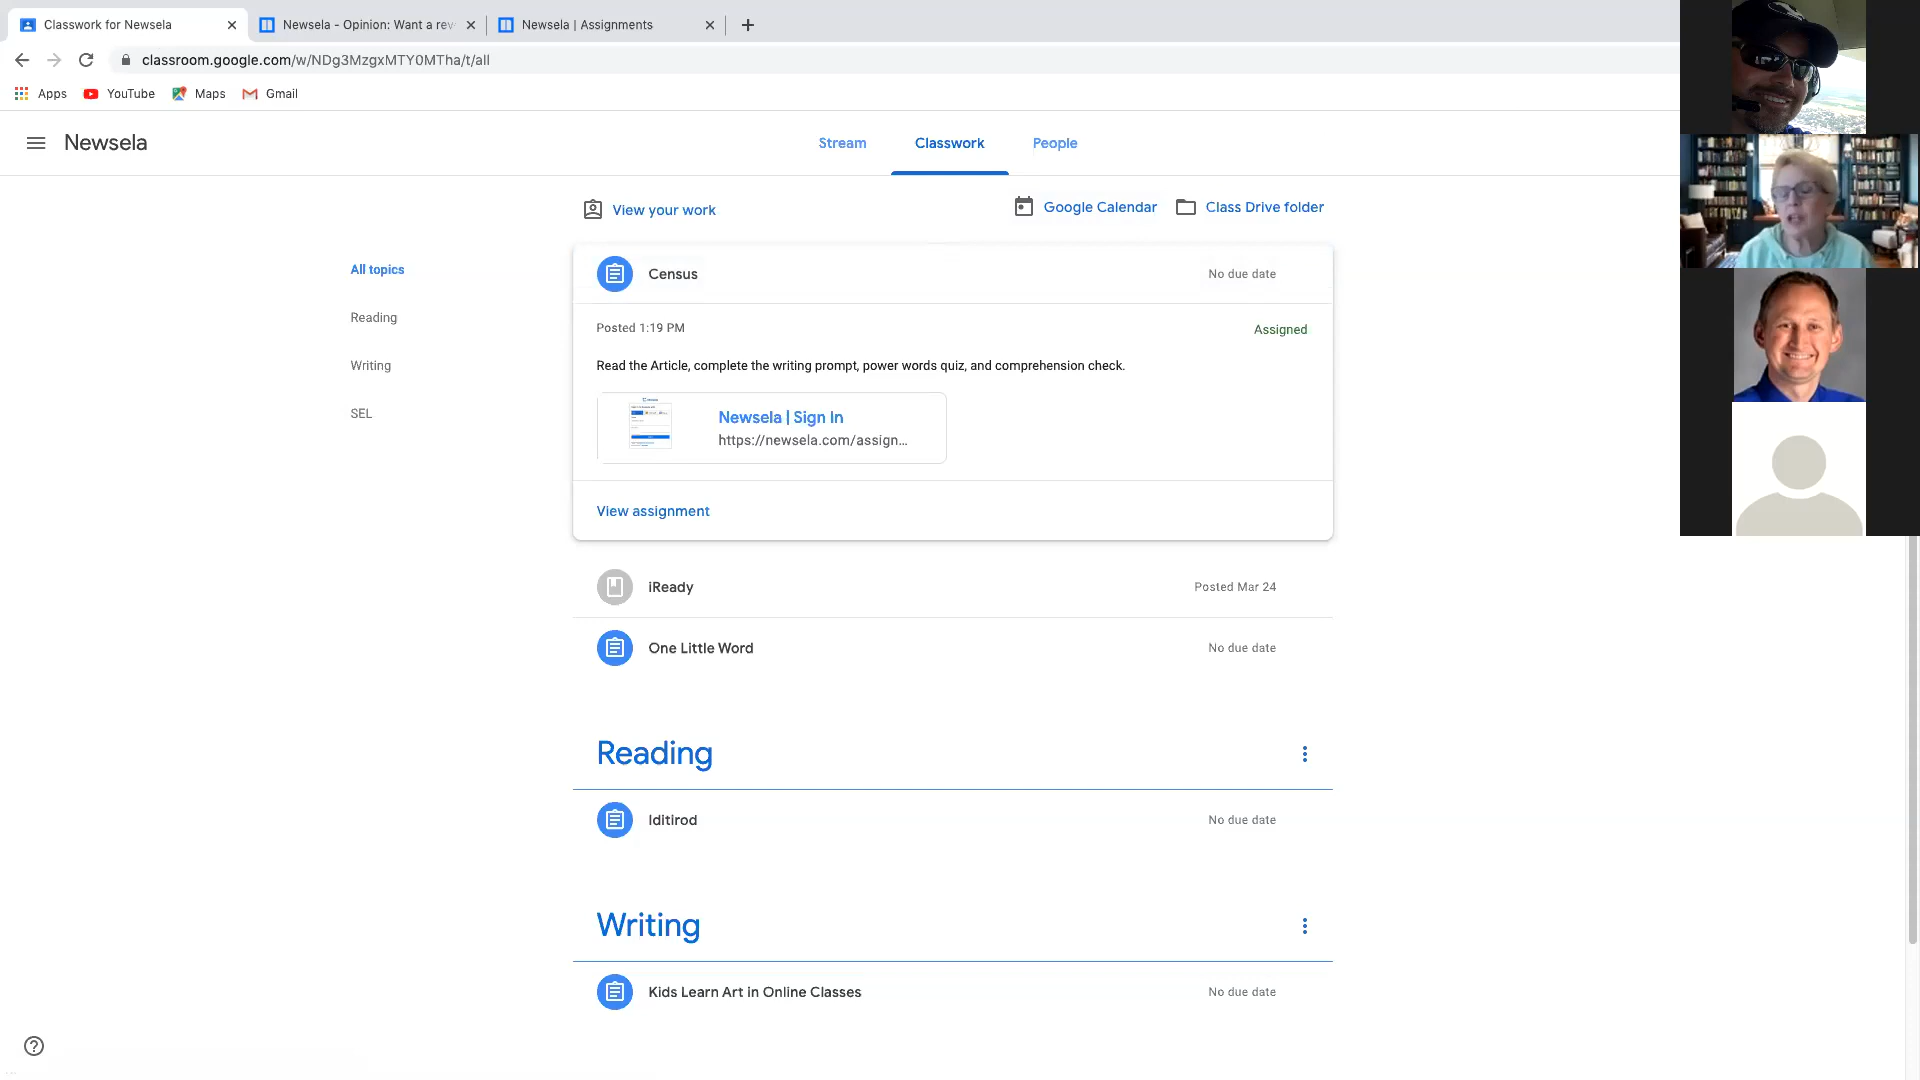 Classwork for Newsela
Newsela - Opinion: Want a rev
Newsela | Assignments
classroom.google.com/w/NDg3MzgxMTY0MTha/t/all
Apps
YouTube
Maps
Gmail
Newsela
Stream
Classwork
People
View your work
Google Calendar
Class Drive folder
All topics
Reading
Writing
SEL
Census
No due date
Posted 1:19 PM
Assigned
Read the Article, complete the writing prompt, power words quiz, and comprehension check.
Newsela | Sign In
https://newsela.com/assign...
View assignment
iReady
Posted Mar 24
One Little Word
No due date
Reading
Iditirod
No due date
Writing
Kids Learn Art in Online Classes
No due date